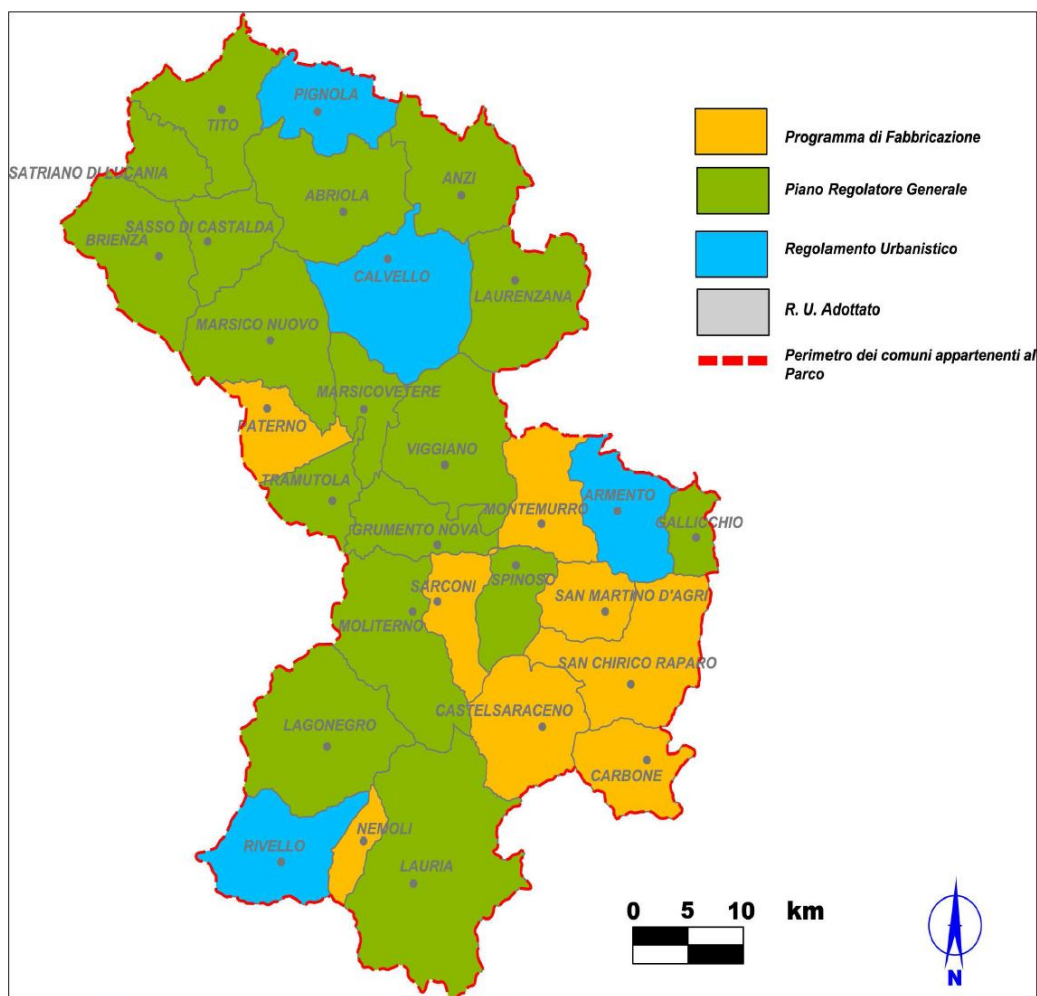 PIGNOLA
TITO
SATRIANO DI LUCANIA
ANZI
ABRIOLA
SASSO DI CASTALDA
BRIENZA
CALVELLO
LAURENZANA
MARSICO NUOVO
MARSICOVETERE
PATERNO
VIGGIANO
TRAMUTOLA
MONTEMURRO
ARMENTO
GALLICCHIO
GRUMENTO NOVA
SPINOSO
SARCONI
SAN MARTINO D'AGRI
MOLITERNO
SAN CHIRICO RAPARO
CASTELSARACENO
LAGONEGRO
CARBONE
NEMOLI
RIVELLO
LAURIA
Programma di Fabbricazione
Piano Regolatore Generale
Regolamento Urbanistico
R. U. Adottato
Perimetro dei comuni appartenenti al
Parco
0 5 10 km
N